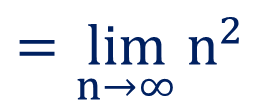 = lim n²
n→∞